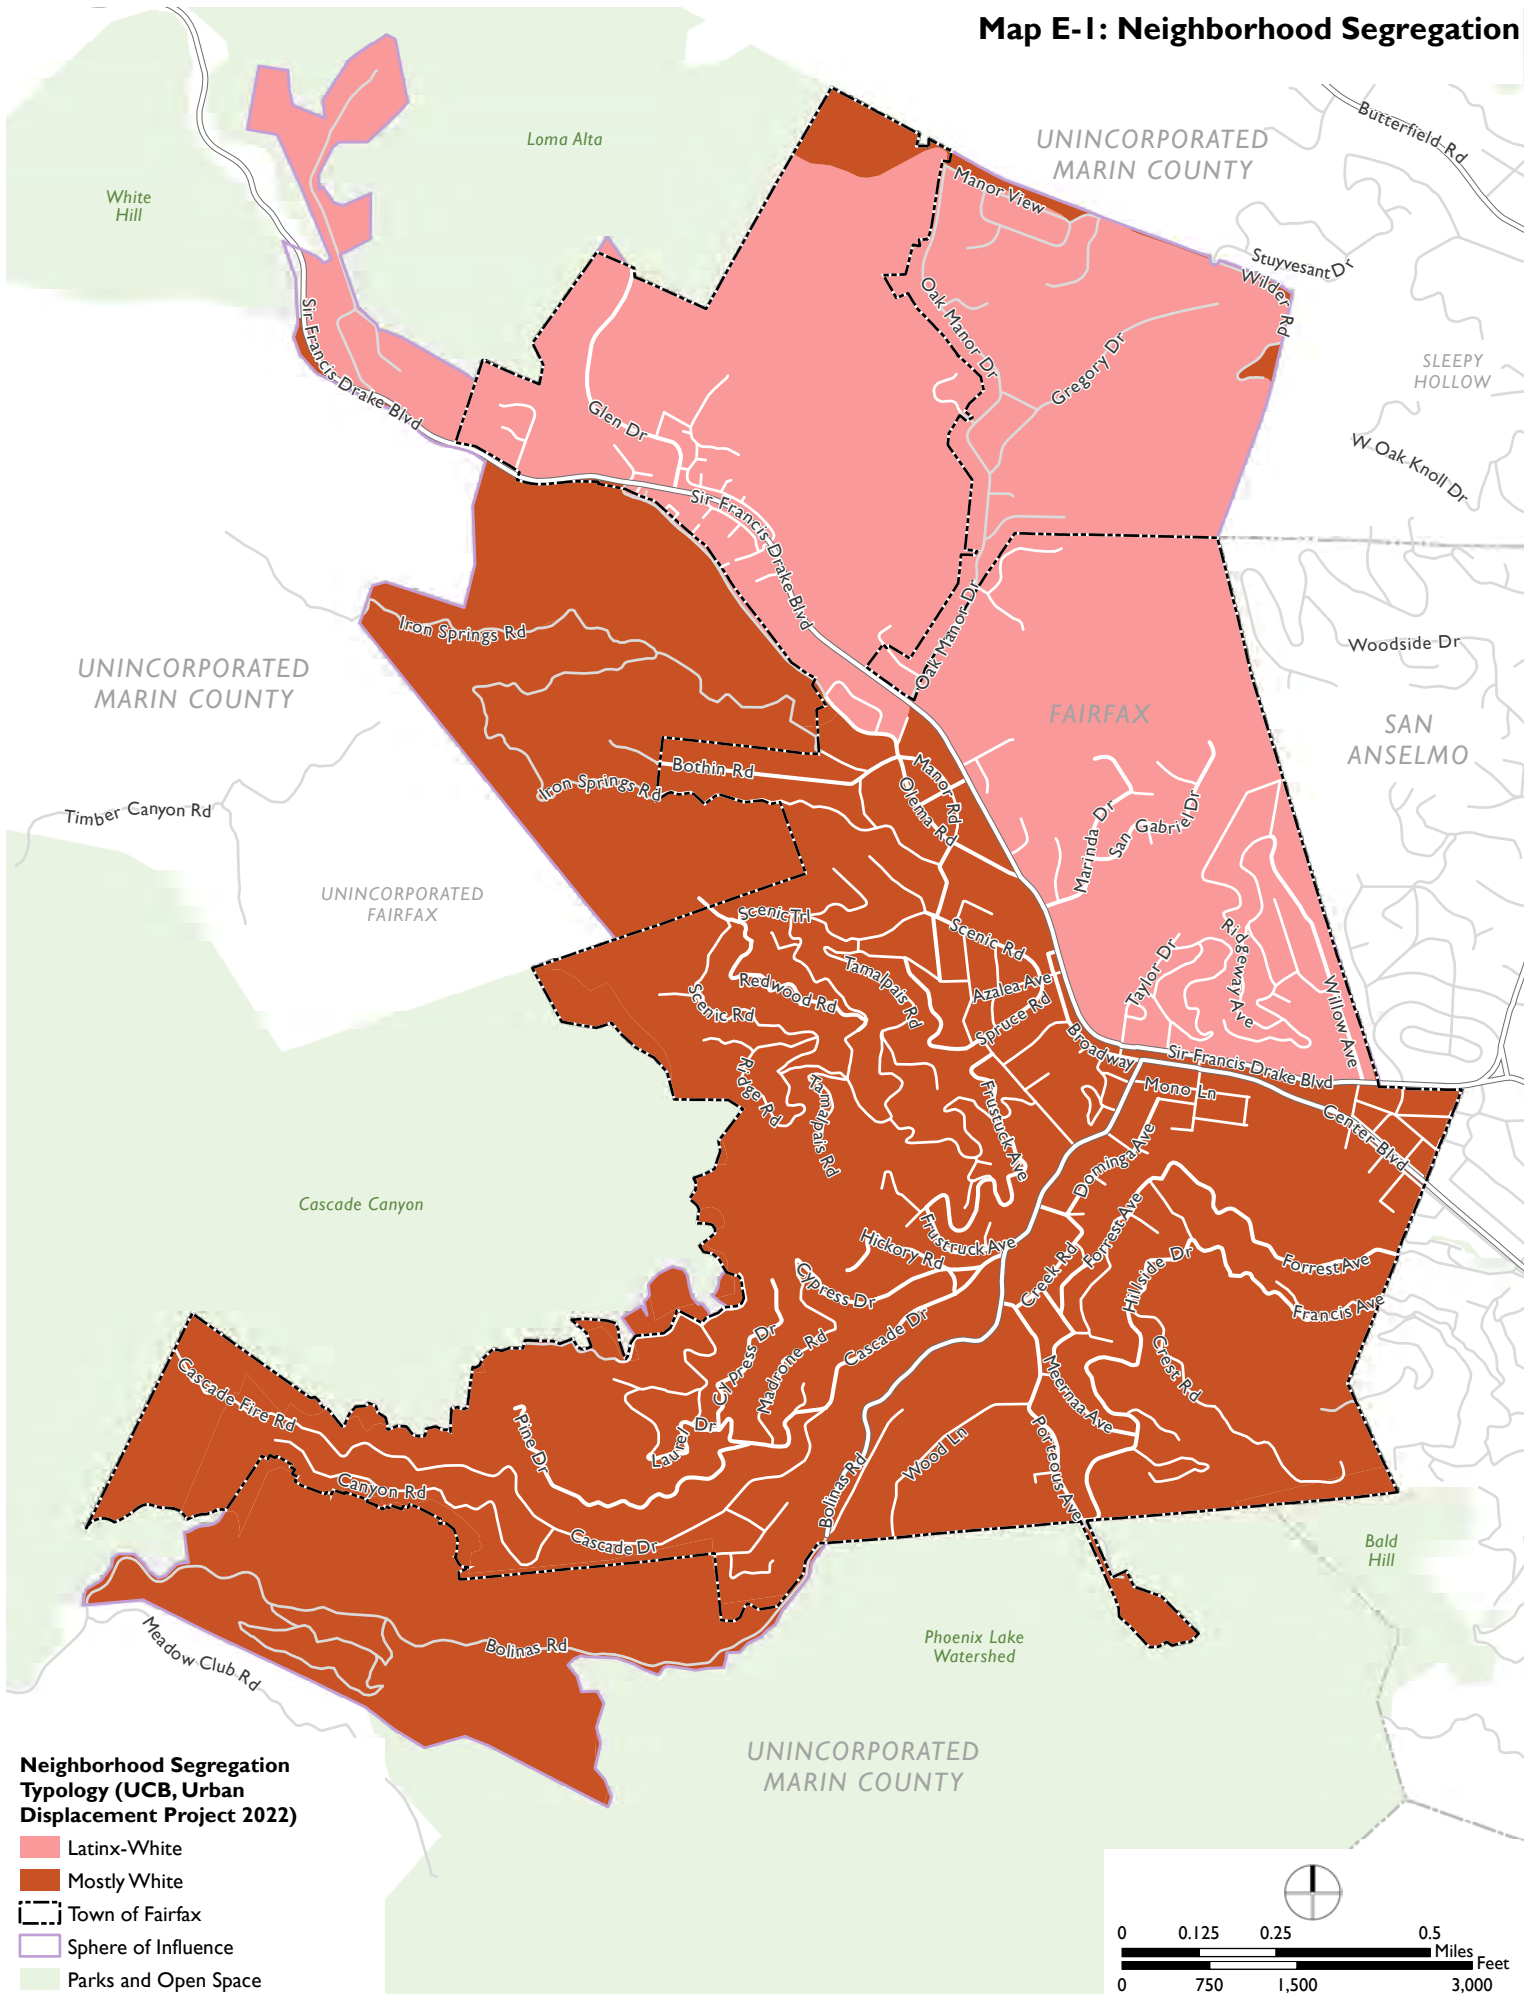 Map E-1: Neighborhood Segregation
Butterfield Rd
UNINCORPORATED
MARIN COUNTY
Loma Alta
White
Hill
Manor View
Stuyvesant Dr
Wilder Rd
Oak Manor Dr
Sir Francis Drake Blvd
Gregory Dr
SLEEPY
HOLLOW
Glen Dr
W Oak Knoll Dr
Sir Francis Drake Blvd
Iron Springs Rd
Oak Manor Dr
Woodside Dr
UNINCORPORATED
MARIN COUNTY
FAIRFAX
SAN
ANSELMO
Bothin Rd
Manor Rd
Olema Rd
Iron Springs Rd
Timber Canyon Rd
Marinda Dr
San Gabriel Dr
UNINCORPORATED
FAIRFAX
Scenic Trl
Scenic Rd
Tamalpais Rd
Redwood Rd
Azalea Ave
Taylor Dr
Ridgeway Ave
Willow Ave
Scenic Rd
Spruce Rd
Broadway
Sir Francis Drake Blvd
Ridge Rd
Tamalpais Rd
Frustuck Ave
Mono Ln
Center Blvd
Dominga Ave
Cascade Canyon
Forrest Ave
Frustruck Ave
Hickory Rd
Creek Rd
Hillside Dr
Forrest Ave
Cypress Dr
Francis Ave
Cascade Dr
Cypress Dr
Madrone Rd
Crest Rd
Meernaa Ave
Cascade Fire Rd
Pine Dr
Laurel Dr
Wood Ln
Porteous Ave
Bolinas Rd
Canyon Rd
Cascade Dr
Bald
Hill
Meadow Club Rd
Bolinas Rd
Phoenix Lake
Watershed
UNINCORPORATED
MARIN COUNTY
Neighborhood Segregation
Typology (UCB, Urban
Displacement Project 2022)
Latinx-White
Mostly White
Town of Fairfax
Sphere of Influence
Parks and Open Space
0 0.125 0.25 0.5
Miles
Feet
0 750 1,500 3,000